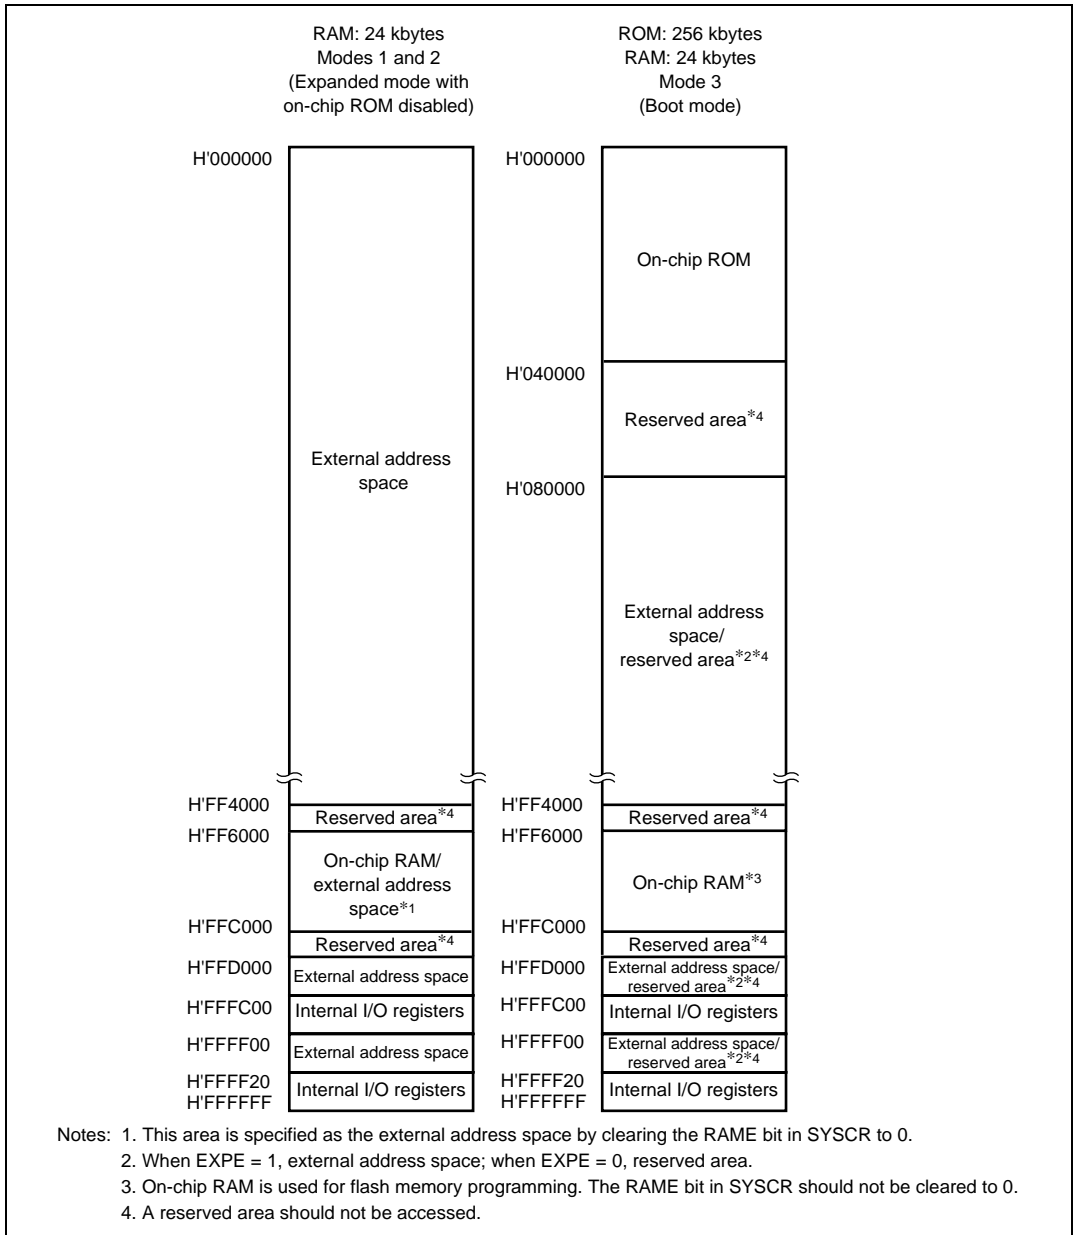 RAM: 24 kbytes
Modes 1 and 2
(Expanded mode with
on-chip ROM disabled)
H'000000
External address
space
H'FF4000
Reserved area*4
H'FF6000
On-chip RAM/
external address
space*1
H'FFC000
Reserved area*4
H'FFD000
External address space
H'FFFC00
Internal I/O registers
H'FFFF00
External address space
H'FFFF20
Internal I/O registers
H'FFFFFF
ROM: 256 kbytes
RAM: 24 kbytes
Mode 3
(Boot mode)
H'000000
On-chip ROM
H'040000
Reserved area*4
H'080000
External address
space/
reserved area*2*4
H'FF4000
Reserved area*4
H'FF6000
On-chip RAM*3
H'FFC000
Reserved area*4
H'FFD000
External address space/
reserved area*2*4
H'FFFC00
Internal I/O registers
H'FFFF00
External address space/
reserved area*2*4
H'FFFF20
Internal I/O registers
H'FFFFFF
Notes: 1. This area is specified as the external address space by clearing the RAME bit in SYSCR to 0.
2. When EXPE = 1, external address space; when EXPE = 0, reserved area.
3. On-chip RAM is used for flash memory programming. The RAME bit in SYSCR should not be cleared to 0.
4. A reserved area should not be accessed.